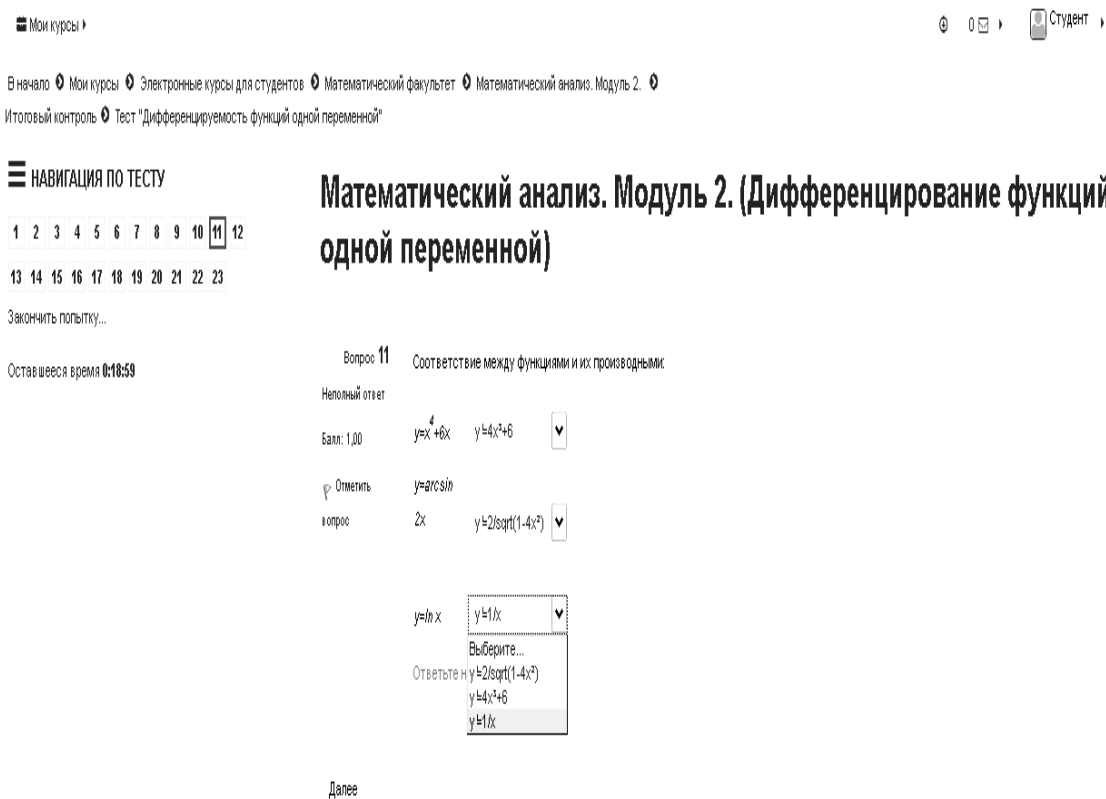 Мои курсы
0
Студент
В начало Мои курсы Электронные курсы для студентов Математический факультет Математический анализ. Модуль 2.
Итоговый контроль Тест "Дифференцируемость функций одной переменной"
НАВИГАЦИЯ ПО ТЕСТУ
1 2 3 4 5 6 7 8 9 10 11 12
13 14 15 16 17 18 19 20 21 22 23
Закончить попытку...
Оставшееся время 0:18:59
Математический анализ. Модуль 2. (Дифференцирование функций
одной переменной)
Вопрос 11
Неполный ответ
Балл: 1,00
Отметить
вопрос
Соответствие между функциями и их производными:
y=x⁴+6x y'=4x³+6
y=arcsin
2x y'=2/sqrt(1-4x²)
y=ln x y'=1/x
Выберите...
Ответьте н y'=2/sqrt(1-4x²)
y'=4x³+6
y'=1/x
Далее